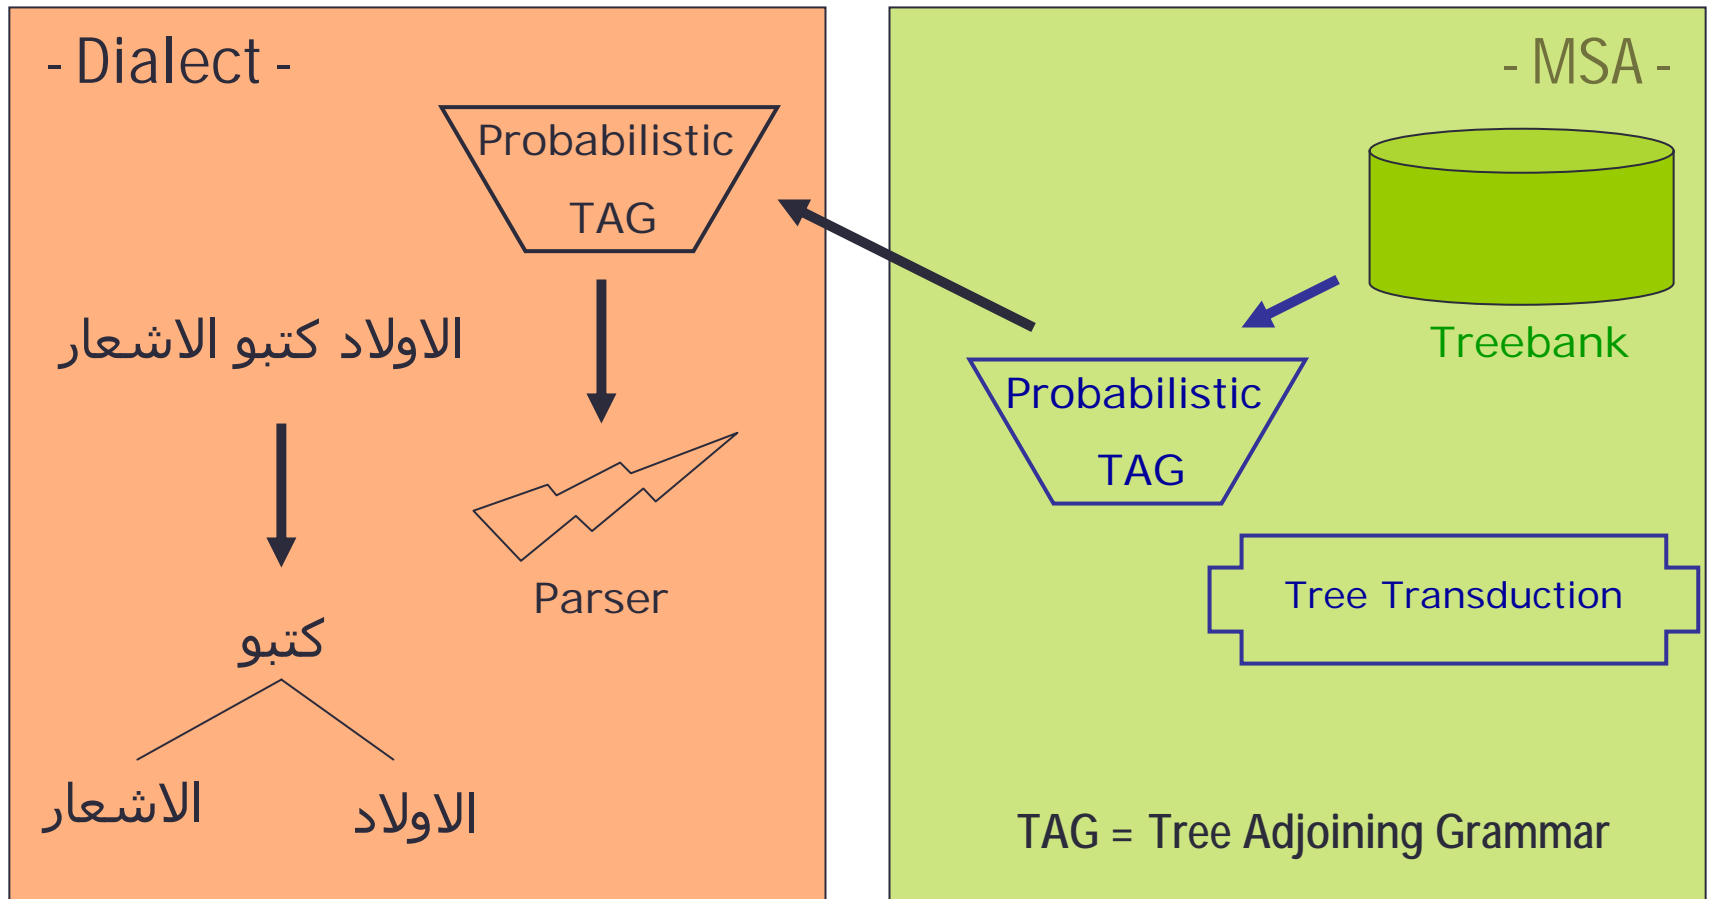 - Dialect -
Probabilistic
TAG
الاولاد كتبو الاشعار
Parser
كتبو
الاشعار
الاولاد
- MSA -
Treebank
Probabilistic
TAG
Tree Transduction
TAG = Tree Adjoining Grammar